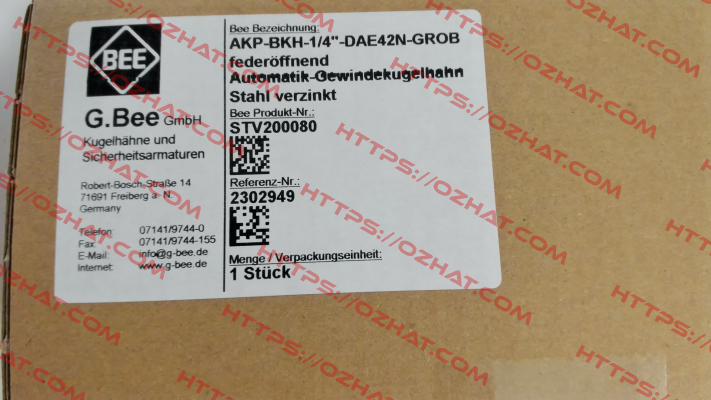 BEE
G.Bee GmbH
Kugelhähne und
Sicherheitsarmaturen
Robert-Bosch-Straße 14
71691 Freiberg a. N.
Germany
Telefon: 07141/9744-0
Fax: 07141/9744-155
E-Mail: info@g-bee.de
Internet: www.g-bee.de
Bee Bezeichnung:
AKP-BKH-1/4"-DAE42N-GROB
federöffnend
Automatik-Gewindekugelhahn
Stahl verzinkt
Bee Produkt-Nr.:
STV200080
Referenz-Nr.:
2302949
Menge / Verpackungseinheit:
1 Stück
HTTPS://OZHAT.COM